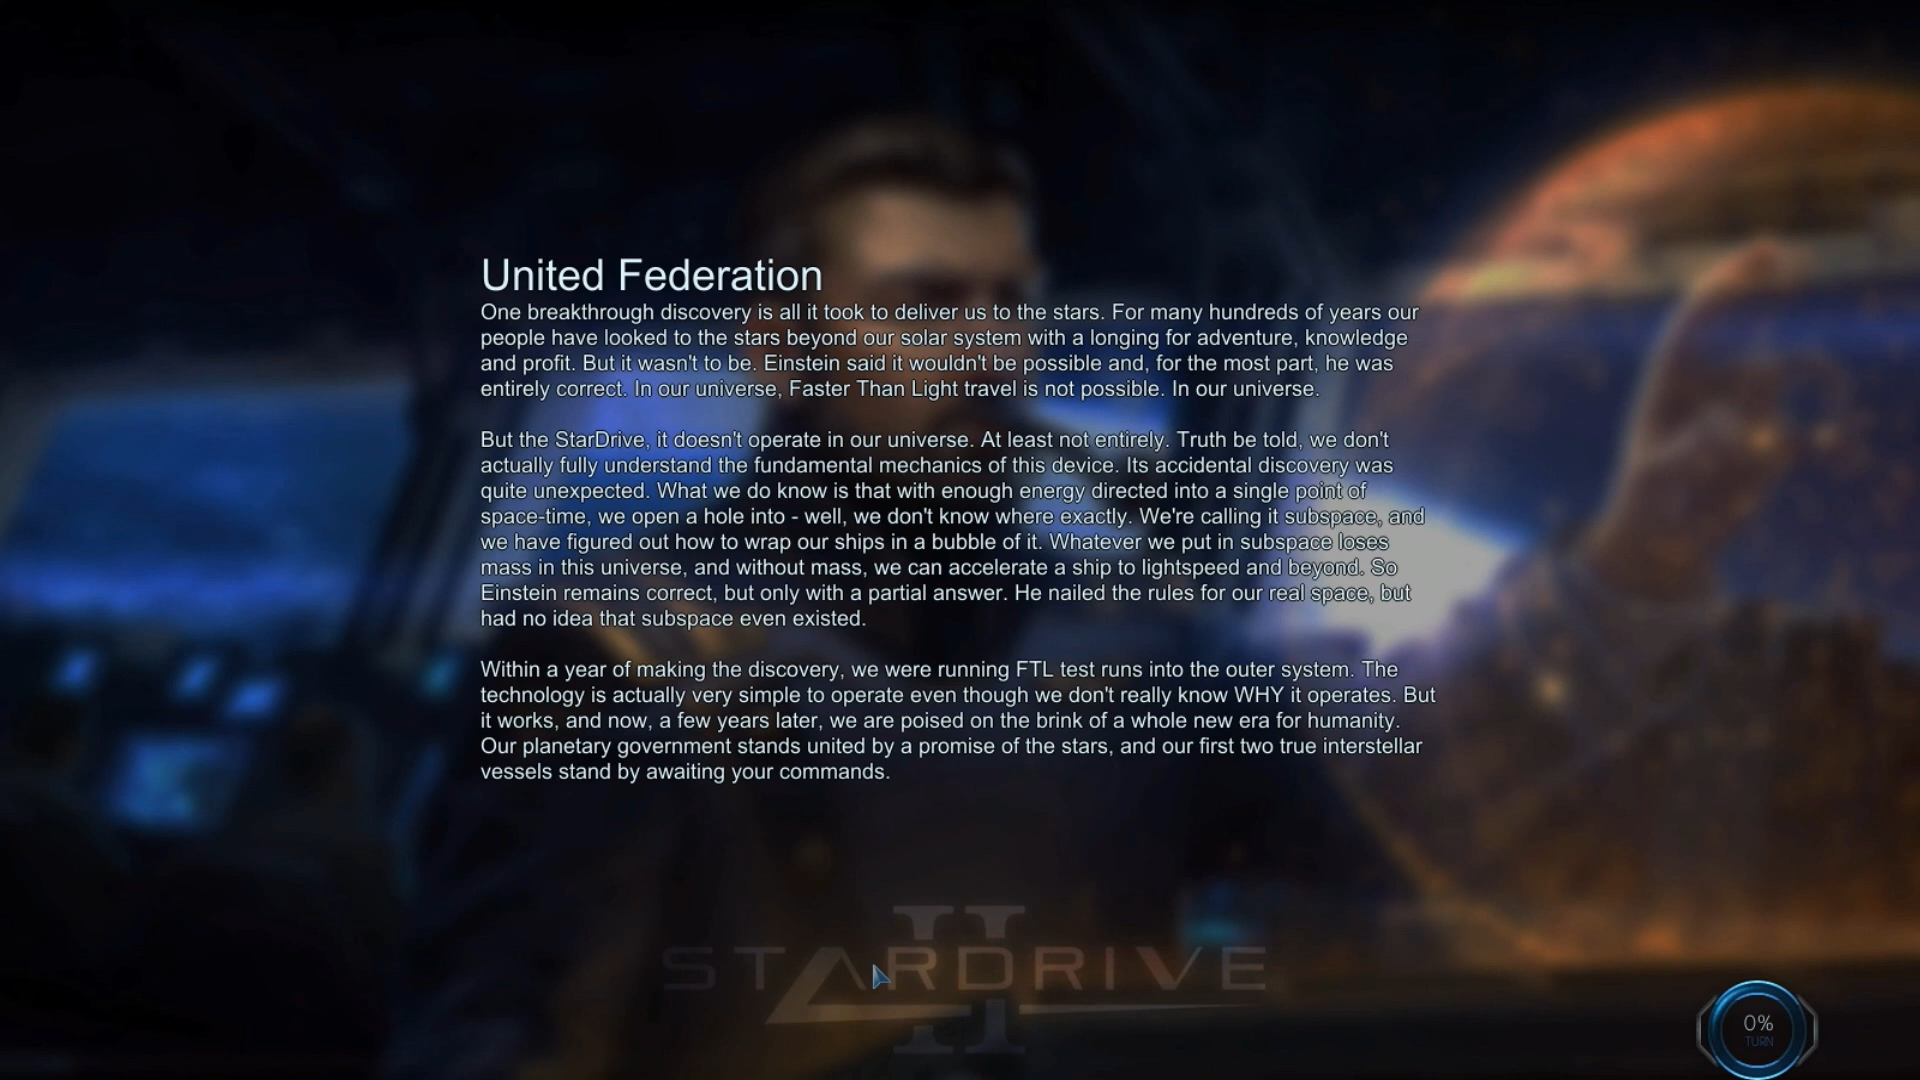 United Federation
One breakthrough discovery is all it took to deliver us to the stars. For many hundreds of years our
people have looked to the stars beyond our solar system with a longing for adventure, knowledge
and profit. But it wasn't to be. Einstein said it wouldn't be possible and, for the most part, he was
entirely correct. In our universe, Faster Than Light travel is not possible. In our universe.
But the StarDrive, it doesn't operate in our universe. At least not entirely. Truth be told, we don't
actually fully understand the fundamental mechanics of this device. Its accidental discovery was
quite unexpected. What we do know is that with enough energy directed into a single point of
space-time, we open a hole into - well, we don't know where exactly. We're calling it subspace, and
we have figured out how to wrap our ships in a bubble of it. Whatever we put in subspace loses
mass in this universe, and without mass, we can accelerate a ship to lightspeed and beyond. So
Einstein remains correct, but only with a partial answer. He nailed the rules for our real space, but
had no idea that subspace even existed.
Within a year of making the discovery, we were running FTL test runs into the outer system. The
technology is actually very simple to operate even though we don't really know WHY it operates. But
it works, and now, a few years later, we are poised on the brink of a whole new era for humanity.
Our planetary government stands united by a promise of the stars, and our first two true interstellar
vessels stand by awaiting your commands.
STARDRIVE
II
0%
TURN